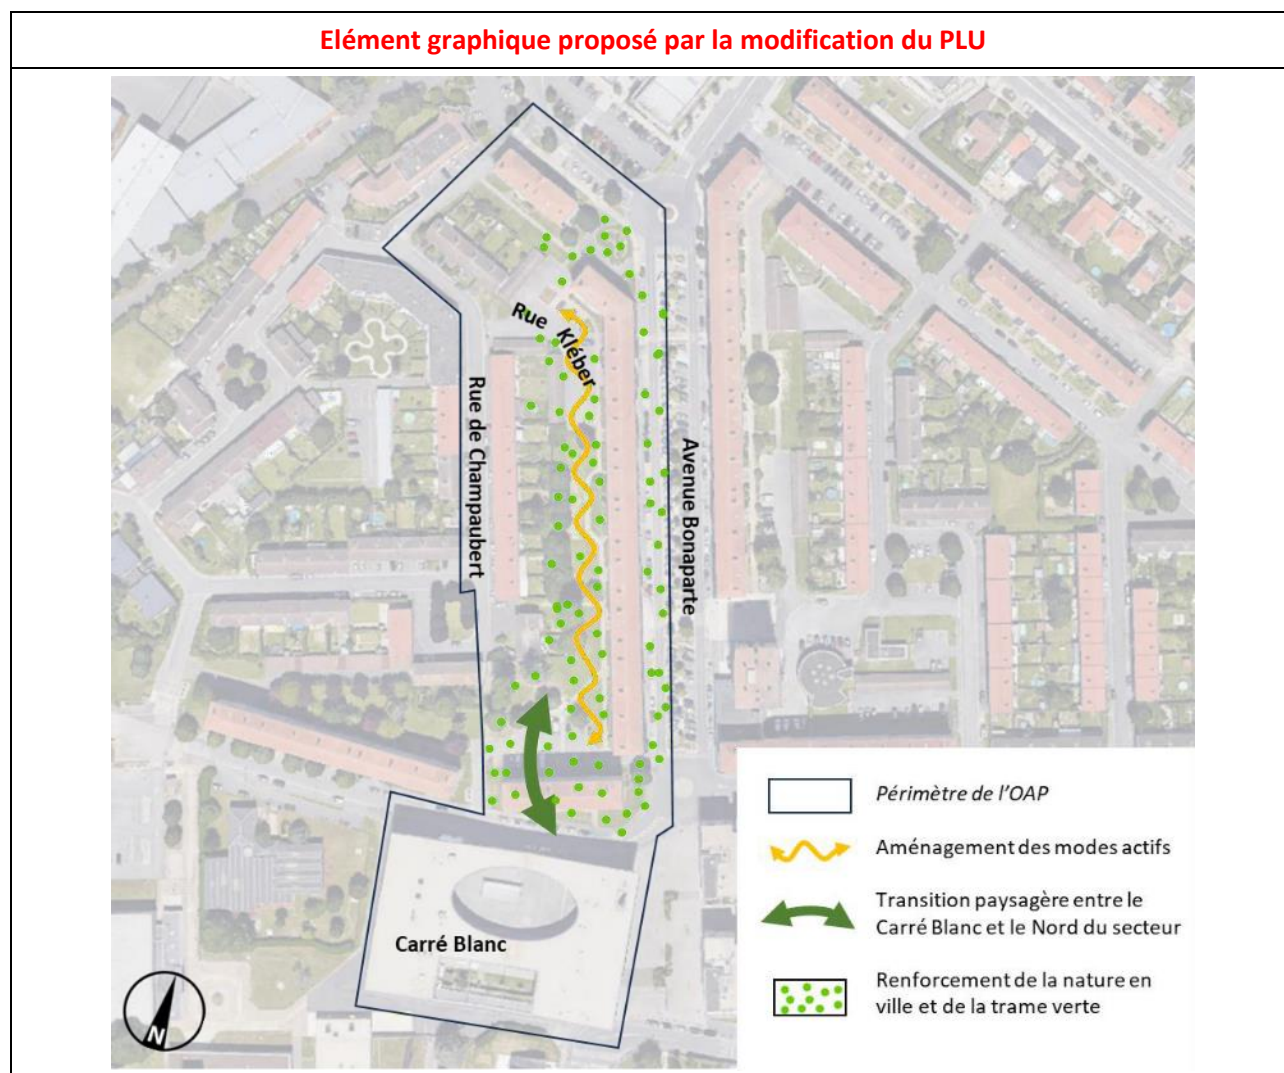 Elément graphique proposé par la modification du PLU
Rue Kléber
Rue de Champaubert
Avenue Bonaparte
Carré Blanc
N
Périmètre de l'OAP
Aménagement des modes actifs
Transition paysagère entre le
Carré Blanc et le Nord du secteur
Renforcement de la nature en
ville et de la trame verte